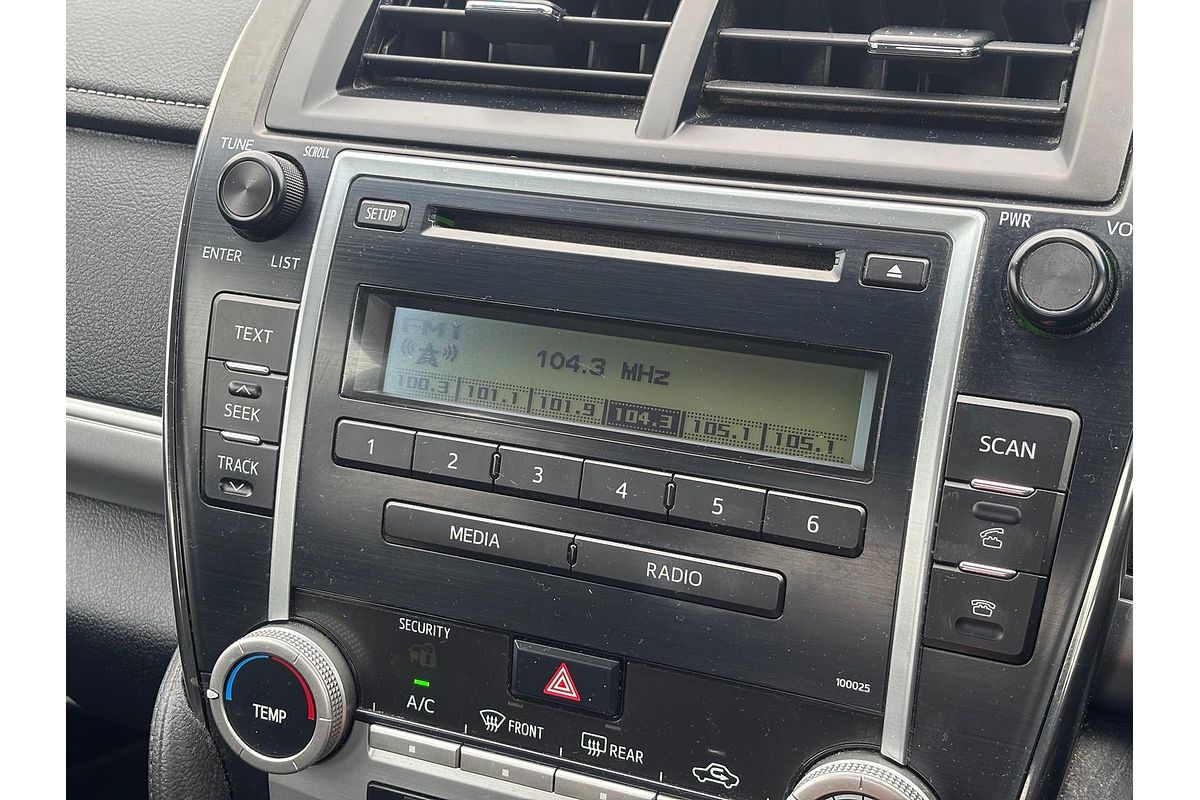 TUNE
SCROLL
ENTER
LIST
PWR
SETUP
TEXT
SEEK
TRACK
FM1
104.3 MHz
100.3 101.1 101.9 104.3 105.1 105.1
1 2 3 4 5 6
MEDIA
RADIO
SCAN
SECURITY
A/C
TEMP
FRONT
REAR
100025